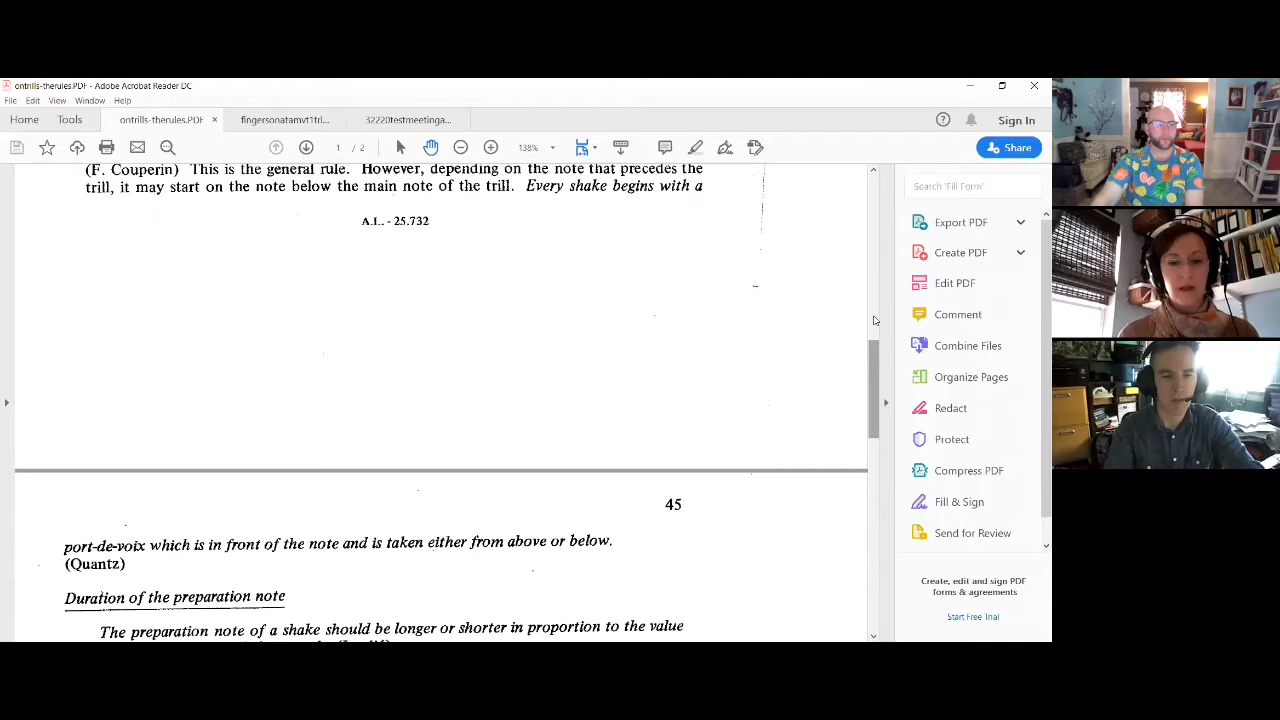 ontrills-therules.PDF - Adobe Acrobat Reader DC
File Edit View Window Help
Home Tools ontrills-therules.PDF × fingersonatamvt1tri... 32220testmeetinga... Sign In
1 / 2 138% Share
(F. Couperin) This is the general rule. However, depending on the note that precedes the
trill, it may start on the note below the main note of the trill. Every shake begins with a
A.L. - 25.732
45
port-de-voix which is in front of the note and is taken either from above or below.
(Quantz)
Duration of the preparation note
The preparation note of a shake should be longer or shorter in proportion to the value
Search 'Fill Form'
Export PDF
Create PDF
Edit PDF
Comment
Combine Files
Organize Pages
Redact
Protect
Compress PDF
Fill & Sign
Send for Review
Create, edit and sign PDF
forms & agreements
Start Free Trial